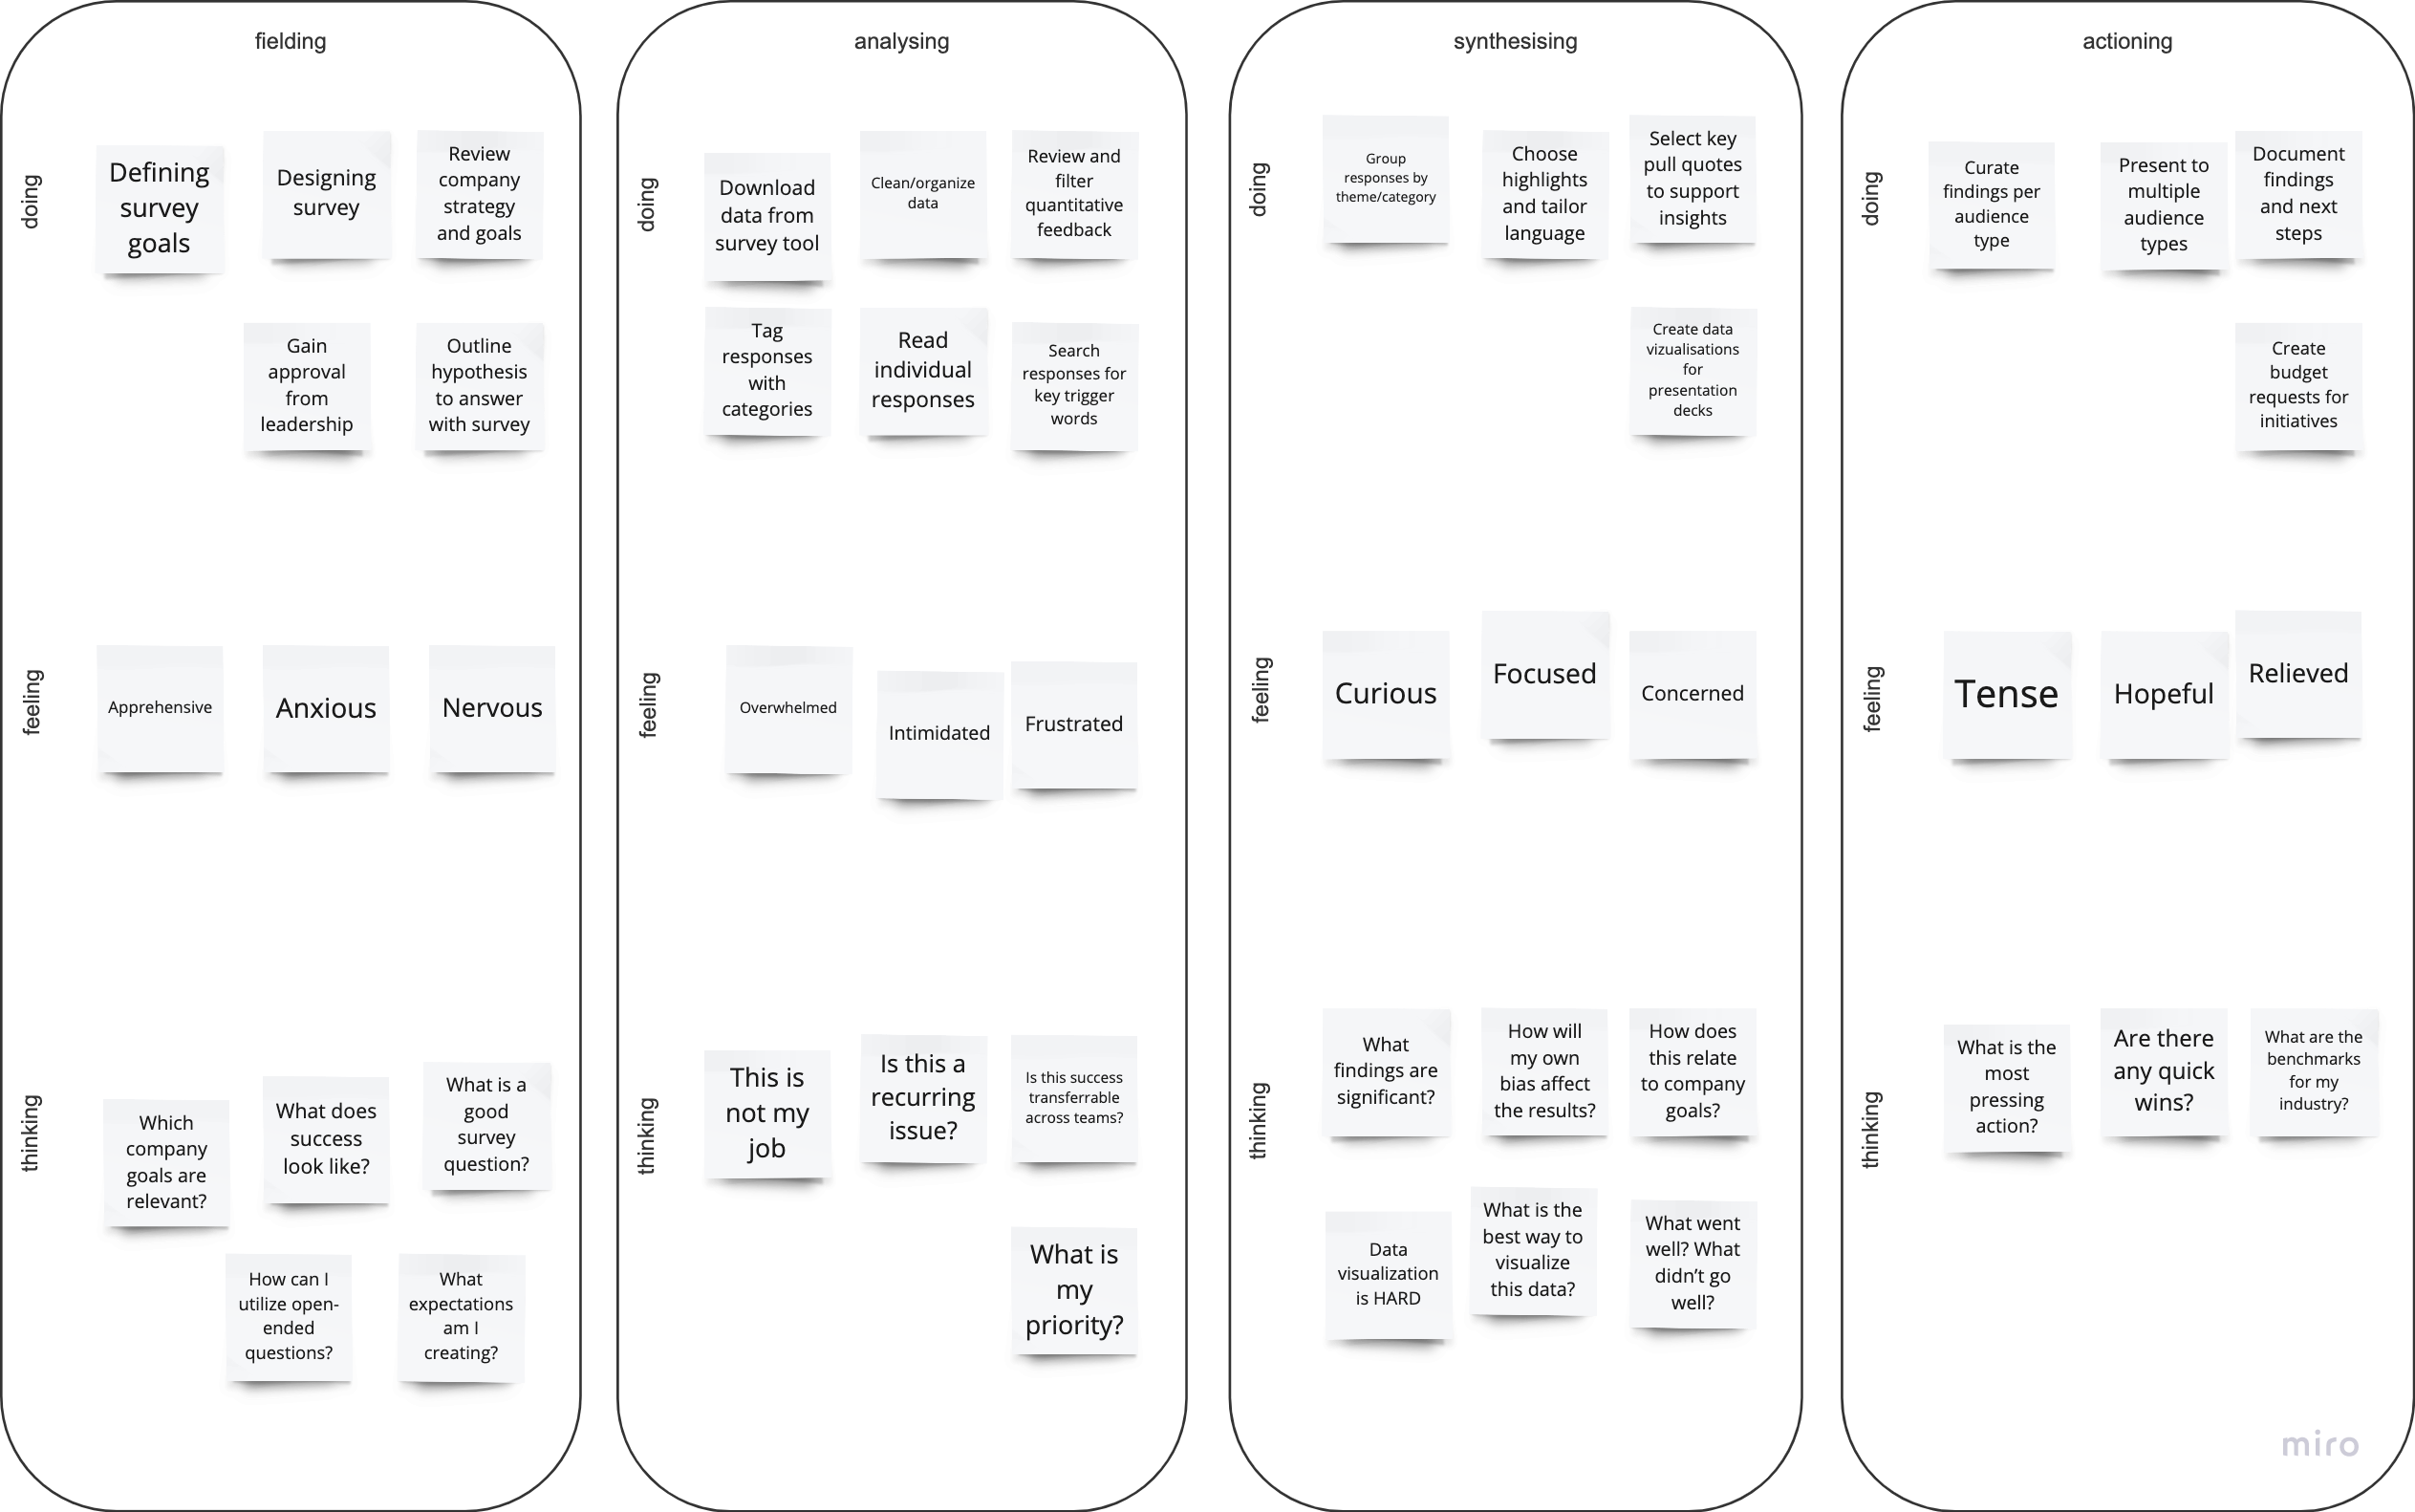 fielding
doing
Defining
survey
goals
Designing
survey
Review
company
strategy
and goals
Gain
approval
from
leadership
Outline
hypothesis
to answer
with survey
feeling
Apprehensive
Anxious
Nervous
thinking
Which
company
goals are
relevant?
What does
success
look like?
What is a
good
survey
question?
How can I
utilize open-
ended
questions?
What
expectations
am I
creating?
analysing
doing
Download
data from
survey tool
Clean/organize
data
Review and
filter
quantitative
feedback
Tag
responses
with
categories
Read
individual
responses
Search
responses for
key trigger
words
feeling
Overwhelmed
Intimidated
Frustrated
thinking
This is
not my
job
Is this a
recurring
issue?
Is this success
transferrable
across teams?
What is
my
priority?
synthesising
doing
Group
responses by
theme/category
Choose
highlights
and tailor
language
Select key
pull quotes
to support
insights
Create data
vizualisations
for
presentation
decks
feeling
Curious
Focused
Concerned
thinking
What
findings are
significant?
How will
my own
bias affect
the results?
How does
this relate
to company
goals?
Data
visualization
is HARD
What is the
best way to
visualize
this data?
What went
well? What
didn't go
well?
actioning
doing
Curate
findings per
audience
type
Present to
multiple
audience
types
Document
findings
and next
steps
Create
budget
requests for
initiatives
feeling
Tense
Hopeful
Relieved
thinking
What is the
most
pressing
action?
Are there
any quick
wins?
What are the
benchmarks
for my
industry?
miro